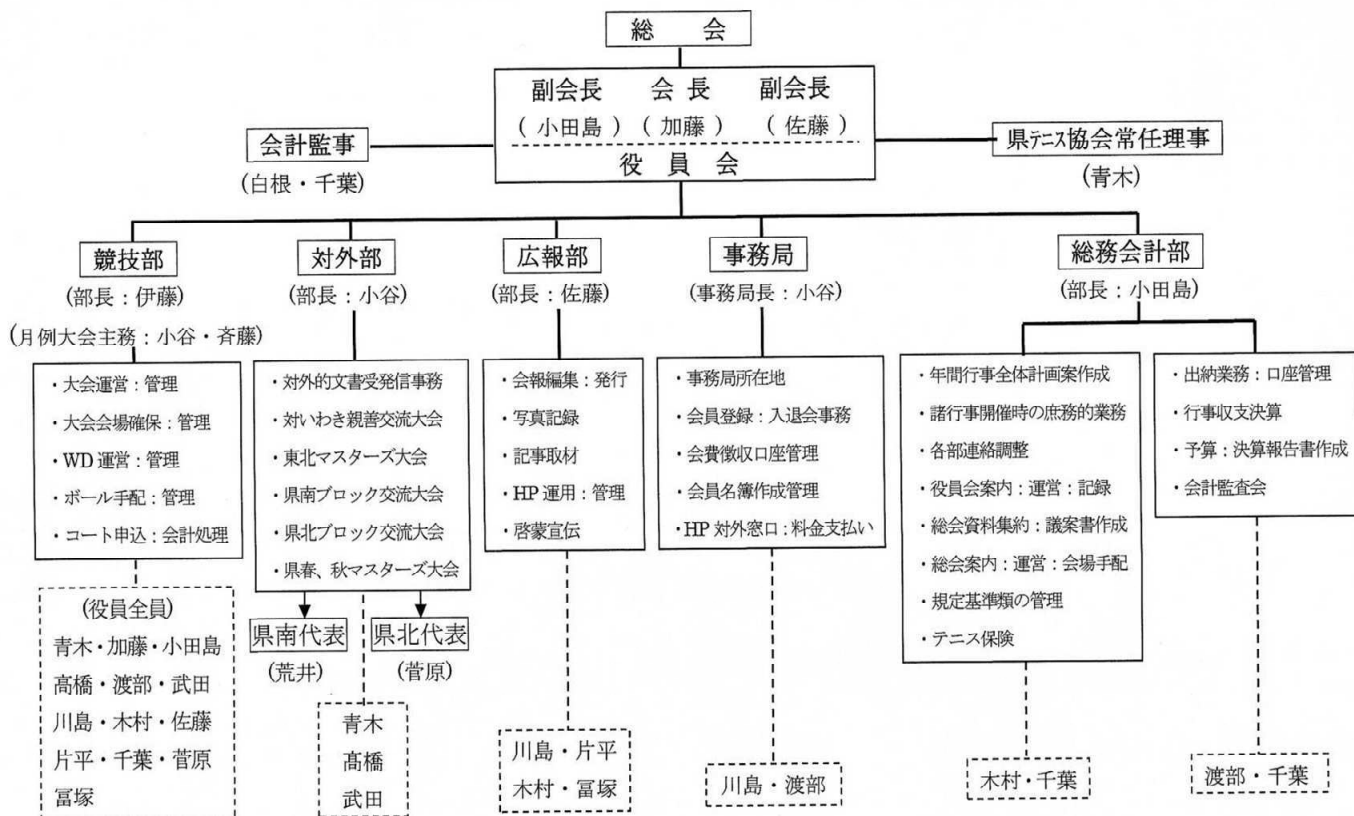 総　会
副会長　会 長　副会長
( 小田島 ) ( 加藤 )　( 佐藤 )
役 員 会
会計監事
(白根・千葉)
県テニス協会常任理事
(青木)
競技部
(部長：伊藤)
(月例大会主務：小谷・斉藤)
・大会運営：管理
・大会会場確保：管理
・WD 運営：管理
・ボール手配：管理
・コート申込：会計処理
(役員全員)
青木・加藤・小田島
高橋・渡部・武田
川島・木村・佐藤
片平・千葉・菅原
冨塚
対外部
(部長：小谷)
・対外的文書受発信事務
・対いわき親善交流大会
・東北マスターズ大会
・県南ブロック交流大会
・県北ブロック交流大会
・県春、秋マスターズ大会
県南代表
(荒井)
県北代表
(菅原)
青木
髙橋
武田
広報部
(部長：佐藤)
・会報編集：発行
・写真記録
・記事取材
・HP 運用：管理
・啓蒙宣伝
川島・片平
木村・冨塚
事務局
(事務局長：小谷)
・事務局所在地
・会員登録：入退会事務
・会費徴収口座管理
・会員名簿作成管理
・HP 対外窓口：料金支払い
川島・渡部
総務会計部
(部長：小田島)
・年間行事全体計画案作成
・諸行事開催時の庶務的業務
・各部連絡調整
・役員会案内：運営：記録
・総会資料集約：議案書作成
・総会案内：運営：会場手配
・規定基準類の管理
・テニス保険
木村・千葉
・出納業務：口座管理
・行事収支決算
・予算：決算報告書作成
・会計監査会
渡部・千葉